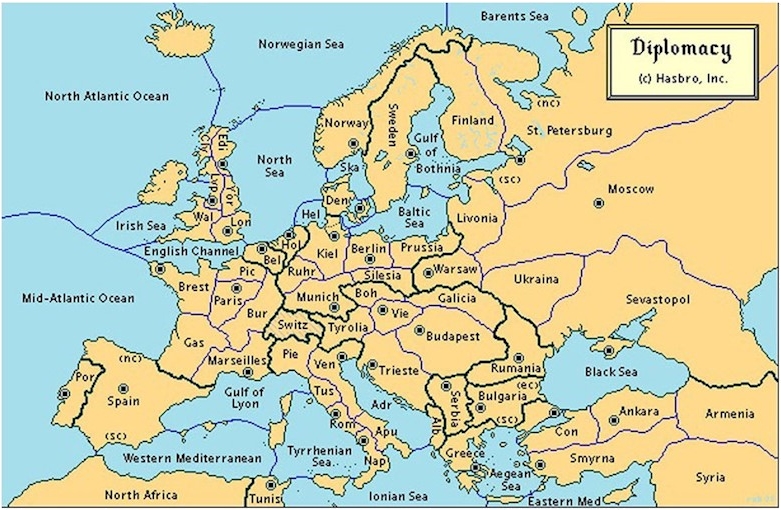 Barents Sea
Norwegian Sea
Diplomacy
(c) Hasbro, Inc.
North Atlantic Ocean
(nc)
Norway
Sweden
Finland
St. Petersburg
Edi
Cly
Gulf
of
Bothnia
North
Sea
Ska
(sc)
Moscow
Lvp
Yor
Den
Wal
Lon
Hel
Baltic
Sea
Livonia
Irish Sea
English Channel
Hol
Bel
Kiel
Berlin
Prussia
Warsaw
Ruhr
Silesia
Ukraina
Pic
Brest
Paris
Mid-Atlantic Ocean
Munich
Boh
Galicia
Sevastopol
Bur
Vie
Switz
Tyrolia
Budapest
Gas
Marseilles
Pie
Ven
Trieste
Rumania
Black Sea
(nc)
Por
Spain
Gulf of
Lyon
Tus
Adr
Serbia
(ec)
Bulgaria
(sc)
Ankara
Armenia
Rom
Apu
Alb
Con
(sc)
Western Mediterranean
Tyrrhenian
Sea
Nap
Greece
Aegean
Sea
Smyrna
Syria
North Africa
Tunis
Ionian Sea
Eastern Med